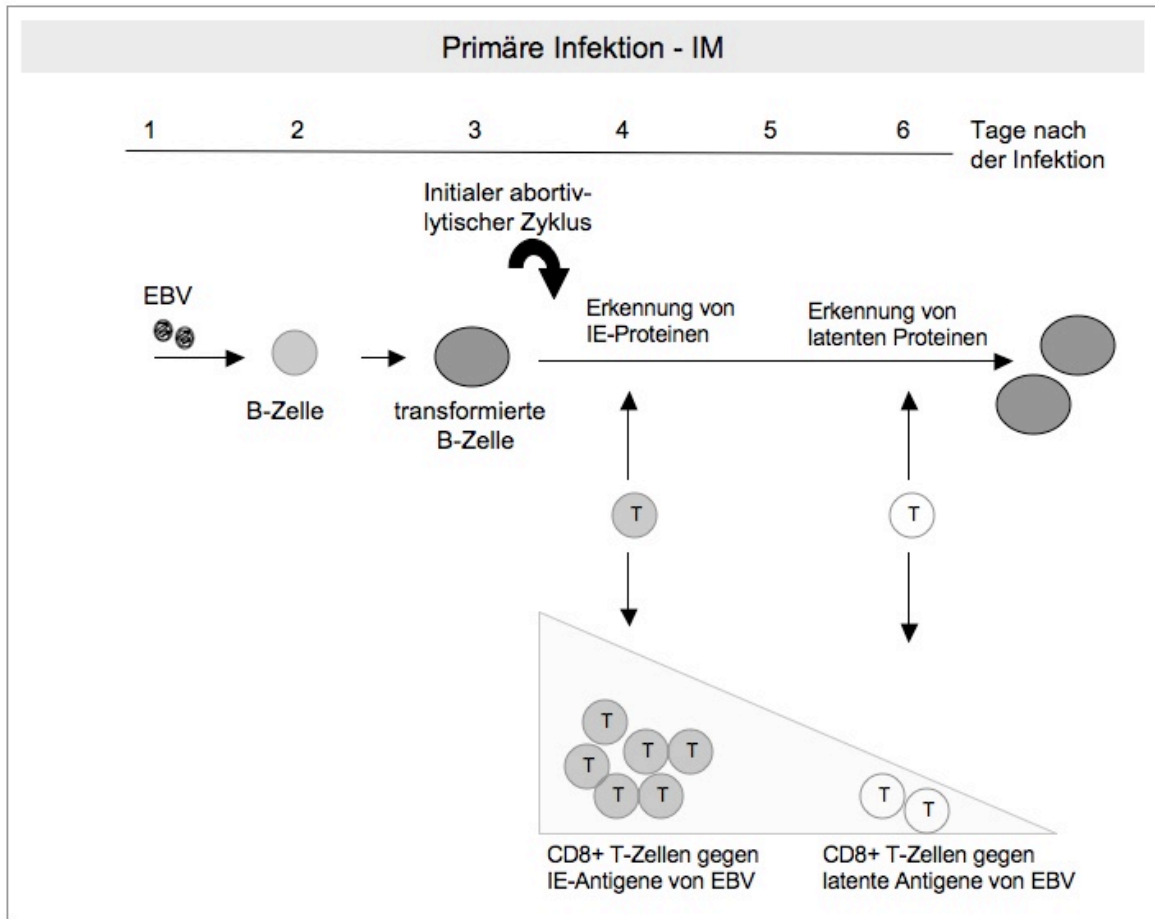 Primäre Infektion - IM
1 2 3 4 5 6 Tage nach
der Infektion
Initialer abortiv-
lytischer Zyklus
EBV
Erkennung von
IE-Proteinen
Erkennung von
latenten Proteinen
B-Zelle
transformierte
B-Zelle
T
T
T
T
T
T
T
T
T
T
CD8+ T-Zellen gegen
IE-Antigene von EBV
CD8+ T-Zellen gegen
latente Antigene von EBV